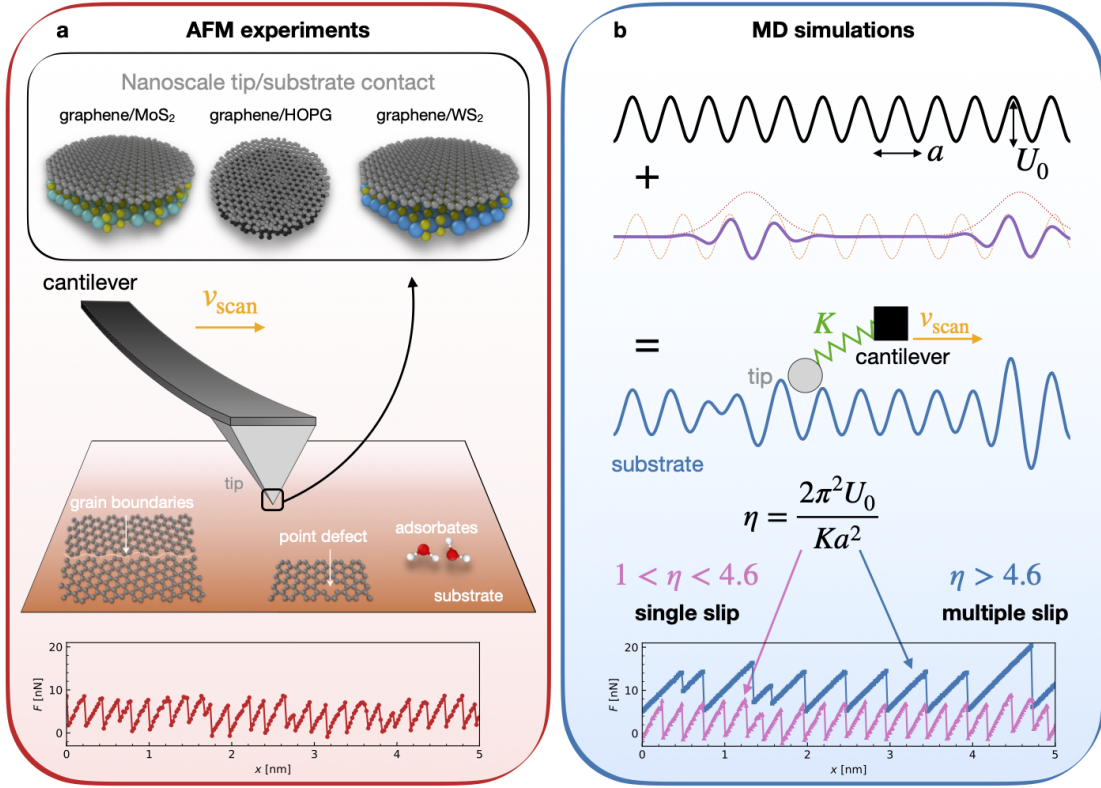 a
AFM experiments
Nanoscale tip/substrate contact
graphene/MoS₂
graphene/HOPG
graphene/WS₂
cantilever
v_scan
tip
grain boundaries
point defect
adsorbates
substrate
20
10
0
F [nN]
0 1 2 3 4 5
x [nm]
b
MD simulations
a
U₀
+
=
K
v_scan
cantilever
tip
substrate
η = 2π²U₀ / Ka²
1 < η < 4.6
single slip
η > 4.6
multiple slip
20
10
0
F [nN]
0 1 2 3 4 5
x [nm]